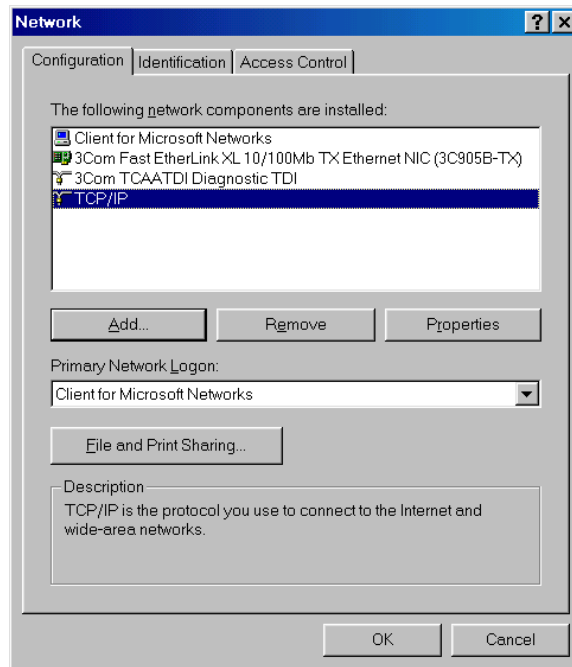 Network
Configuration Identification Access Control
The following network components are installed:
Client for Microsoft Networks
3Com Fast EtherLink XL 10/100Mb TX Ethernet NIC (3C905B-TX)
3Com TCAATDI Diagnostic TDI
TCP/IP
Add... Remove Properties
Primary Network Logon:
Client for Microsoft Networks
File and Print Sharing...
Description
TCP/IP is the protocol you use to connect to the Internet and
wide-area networks.
OK Cancel